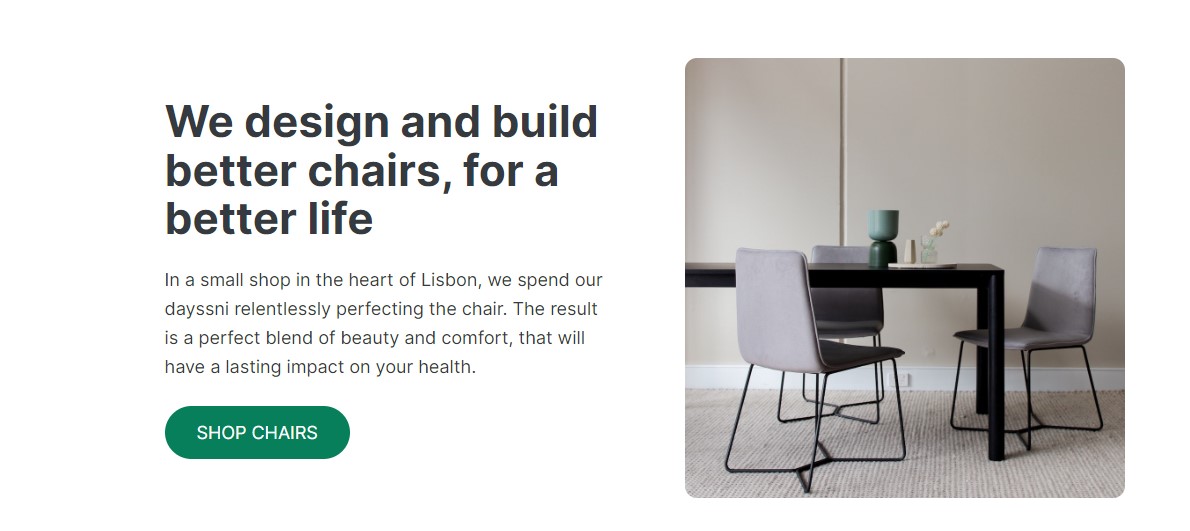 We design and build
better chairs, for a
better life
In a small shop in the heart of Lisbon, we spend our
dayssni relentlessly perfecting the chair. The result
is a perfect blend of beauty and comfort, that will
have a lasting impact on your health.
SHOP CHAIRS